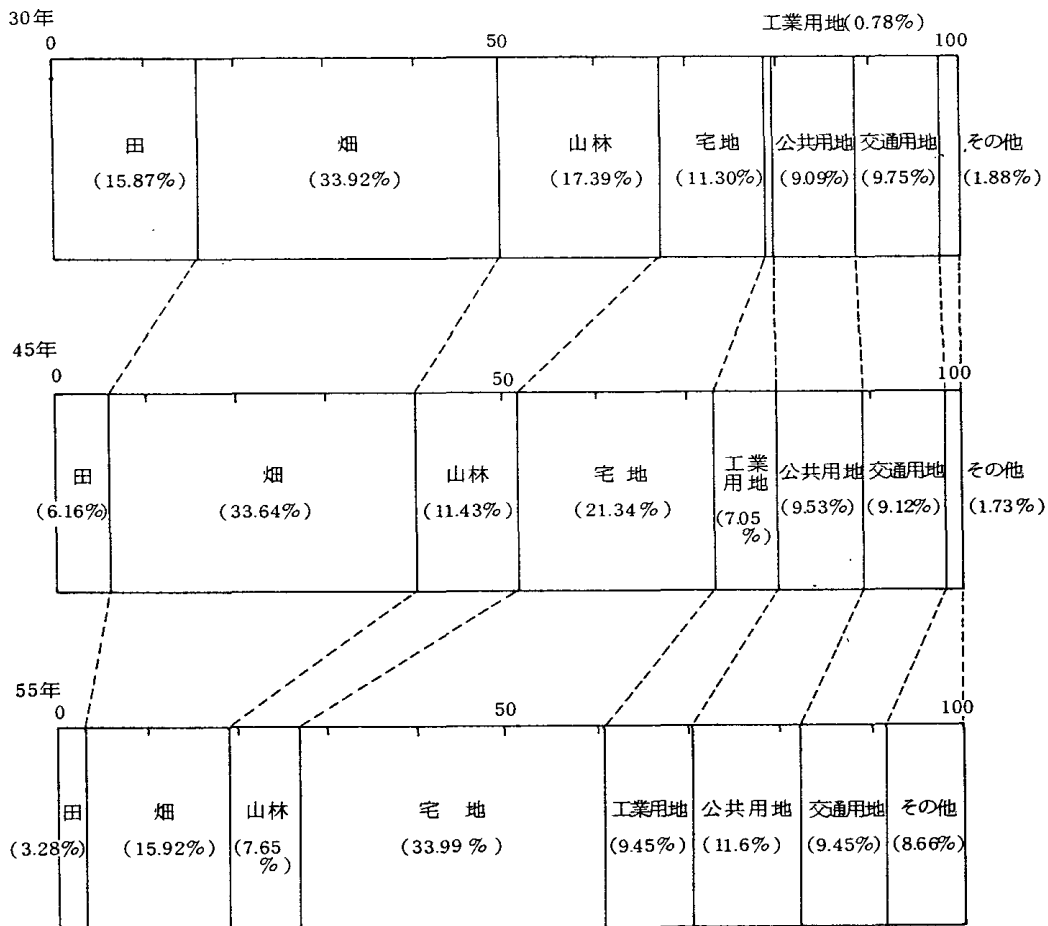 30年
工業用地(0.78%)
0 50 100
田 畑 山林 宅地 公共用地 交通用地 その他
(15.87%) (33.92%) (17.39%) (11.30%) (9.09%) (9.75%) (1.88%)
45年
0 50 100
田 畑 山林 宅地 工業用地 公共用地 交通用地 その他
(6.16%) (33.64%) (11.43%) (21.34%) (7.05%) (9.53%) (9.12%) (1.73%)
55年
0 50 100
田 畑 山林 宅地 工業用地 公共用地 交通用地 その他
(3.28%) (15.92%) (7.65%) (33.99%) (9.45%) (11.6%) (9.45%) (8.66%)